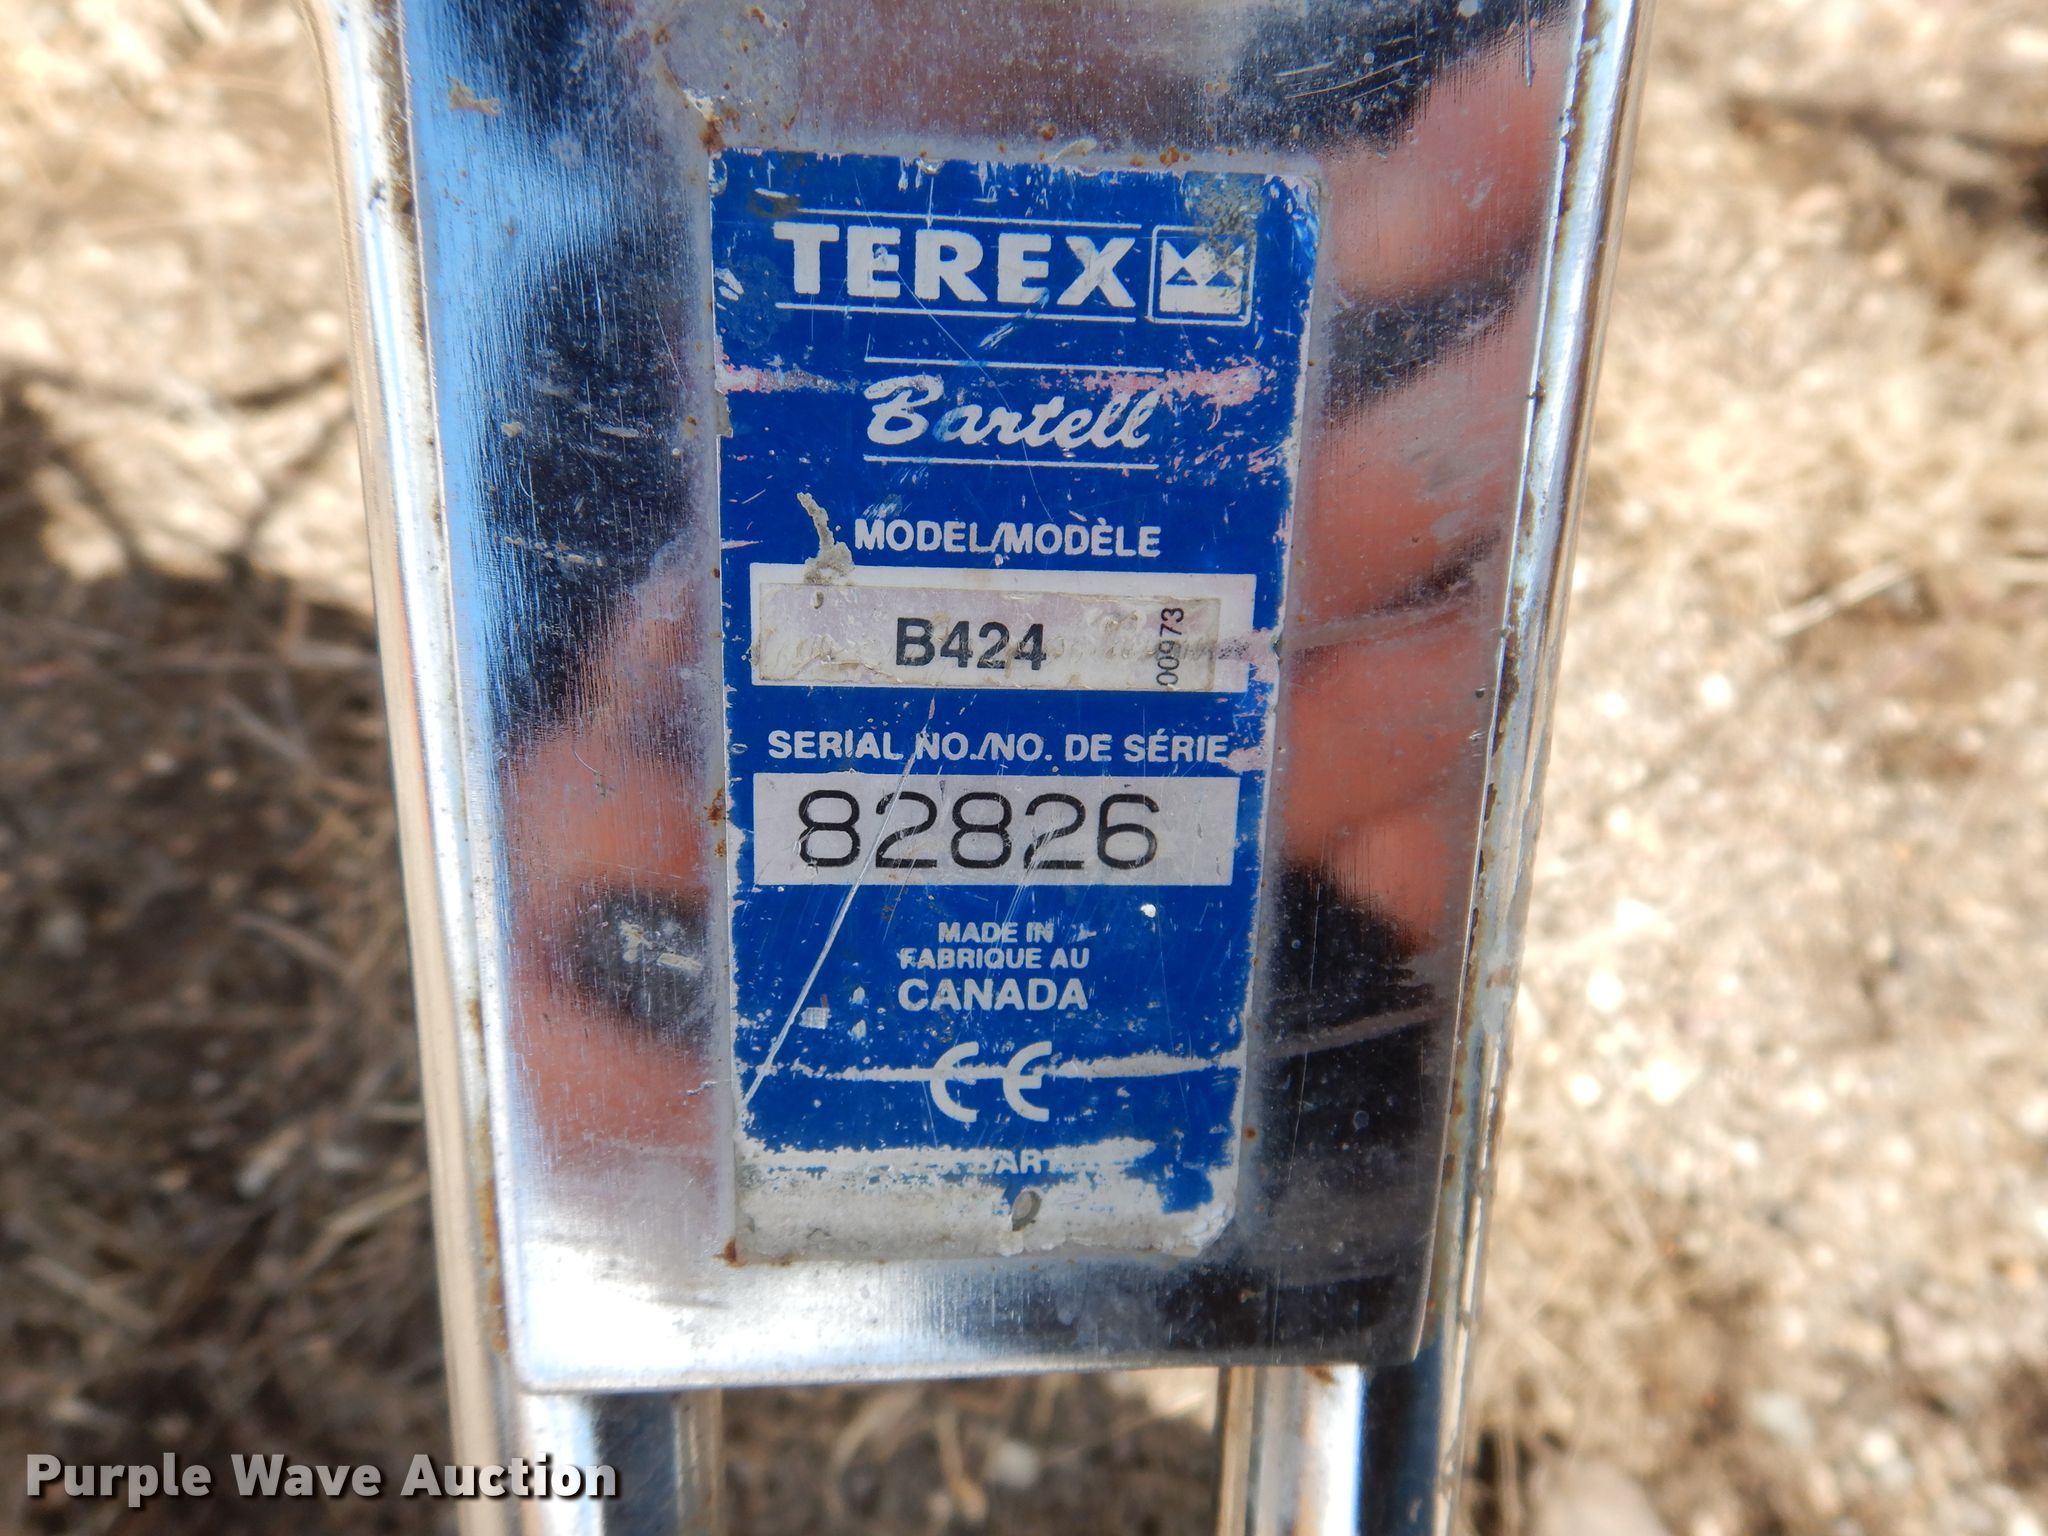 TEREX
Bartell
MODEL/MODÈLE
B424
009973
SERIAL NO./NO. DE SÉRIE
82826
MADE IN
FABRIQUE AU
CANADA
CE
Purple Wave Auction